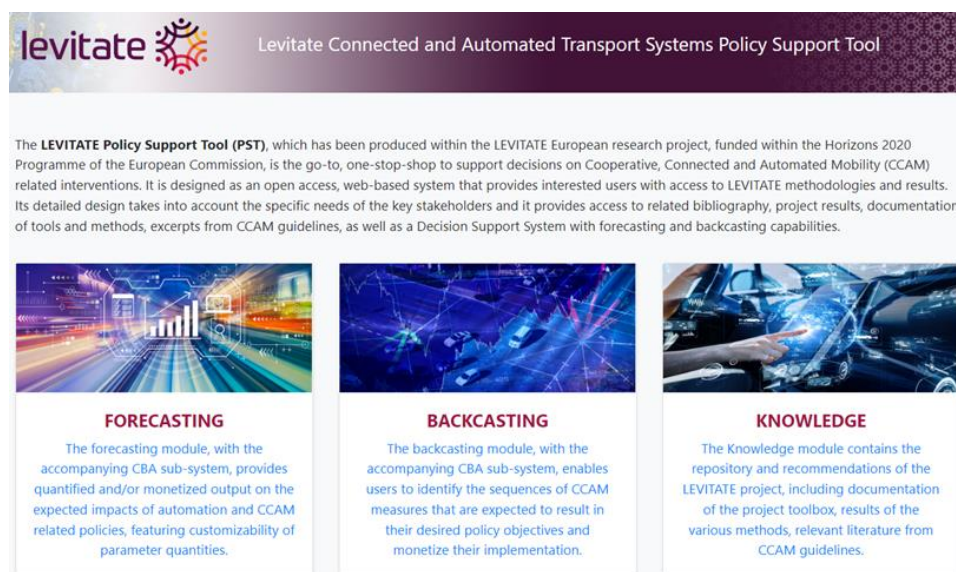 levitate
Levitate Connected and Automated Transport Systems Policy Support Tool
The LEVITATE Policy Support Tool (PST), which has been produced within the LEVITATE European research project, funded within the Horizons 2020
Programme of the European Commission, is the go-to, one-stop-shop to support decisions on Cooperative, Connected and Automated Mobility (CCAM)
related interventions. It is designed as an open access, web-based system that provides interested users with access to LEVITATE methodologies and results.
Its detailed design takes into account the specific needs of the key stakeholders and it provides access to related bibliography, project results, documentation
of tools and methods, excerpts from CCAM guidelines, as well as a Decision Support System with forecasting and backcasting capabilities.
FORECASTING
The forecasting module, with the
accompanying CBA sub-system, provides
quantified and/or monetized output on the
expected impacts of automation and CCAM
related policies, featuring customizability of
parameter quantities.
BACKCASTING
The backcasting module, with the
accompanying CBA sub-system, enables
users to identify the sequences of CCAM
measures that are expected to result in
their desired policy objectives and
monetize their implementation.
KNOWLEDGE
The Knowledge module contains the
repository and recommendations of the
LEVITATE project, including documentation
of the project toolbox, results of the
various methods, relevant literature from
CCAM guidelines.